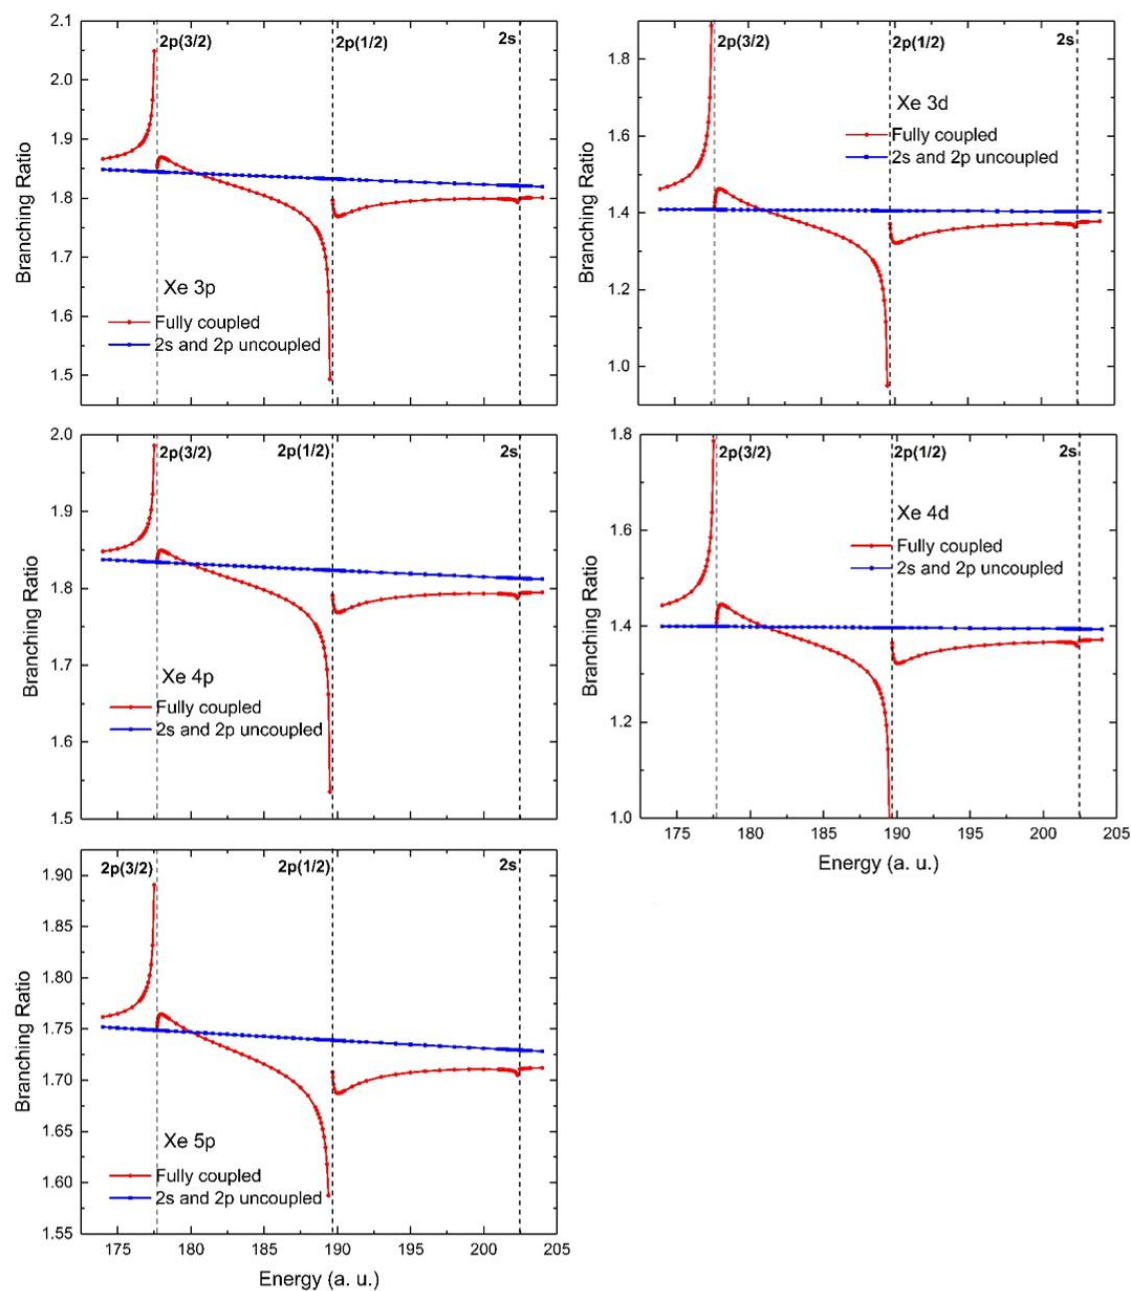 2.1
2.0
1.9
1.8
1.7
1.6
1.5
Branching Ratio
2p(3/2)
2p(1/2)
2s
Xe 3p
Fully coupled
2s and 2p uncoupled
1.8
1.6
1.4
1.2
1.0
Branching Ratio
2p(3/2)
2p(1/2)
2s
Xe 3d
Fully coupled
2s and 2p uncoupled
2.0
1.9
1.8
1.7
1.6
1.5
Branching Ratio
2p(3/2)
2p(1/2)
2s
Xe 4p
Fully coupled
2s and 2p uncoupled
1.8
1.6
1.4
1.2
1.0
Branching Ratio
2p(3/2)
2p(1/2)
2s
Xe 4d
Fully coupled
2s and 2p uncoupled
175 180 185 190 195 200 205
Energy (a. u.)
1.90
1.85
1.80
1.75
1.70
1.65
1.60
1.55
Branching Ratio
2p(3/2)
2p(1/2)
2s
Xe 5p
Fully coupled
2s and 2p uncoupled
175 180 185 190 195 200 205
Energy (a. u.)